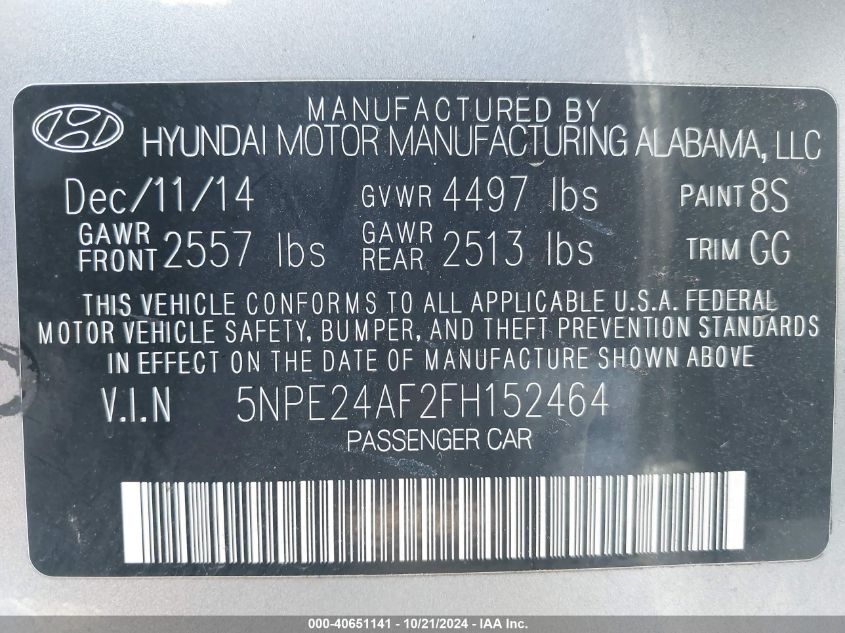 MANUFACTURED BY
HYUNDAI MOTOR MANUFACTURING ALABAMA, LLC
Dec/11/14 GVWR 4497 lbs PAINT 8S
GAWR FRONT 2557 lbs GAWR REAR 2513 lbs TRIM GG
THIS VEHICLE CONFORMS TO ALL APPLICABLE U.S.A. FEDERAL
MOTOR VEHICLE SAFETY, BUMPER, AND THEFT PREVENTION STANDARDS
IN EFFECT ON THE DATE OF MANUFACTURE SHOWN ABOVE
V.I.N 5NPE24AF2FH152464
PASSENGER CAR
000-40651141 - 10/21/2024 - IAA Inc.